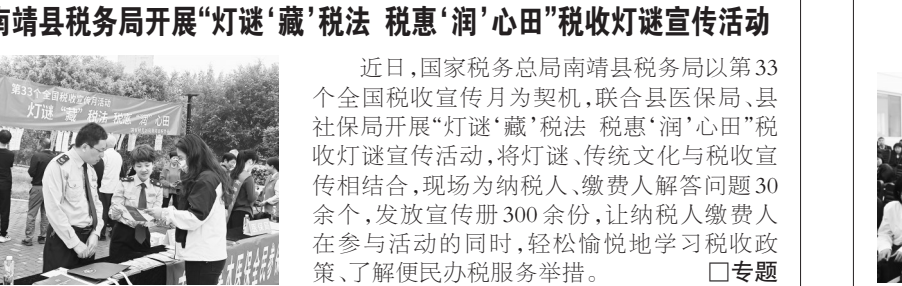 南靖县税务局开展“灯谜‘藏’税法 税惠‘润’心田”税收灯谜宣传活动
第33个全国税收宣传月活动
灯谜“藏”税法 税惠“润”心田
近日,国家税务总局南靖县税务局以第33
个全国税收宣传月为契机,联合县医保局、县
社保局开展“灯谜‘藏’税法 税惠‘润’心田”税
收灯谜宣传活动,将灯谜、传统文化与税收宣
传相结合,现场为纳税人、缴费人解答问题30
余个,发放宣传册300余份,让纳税人缴费人
在参与活动的同时,轻松愉悦地学习税收政
策、了解便民办税服务举措。 □专题